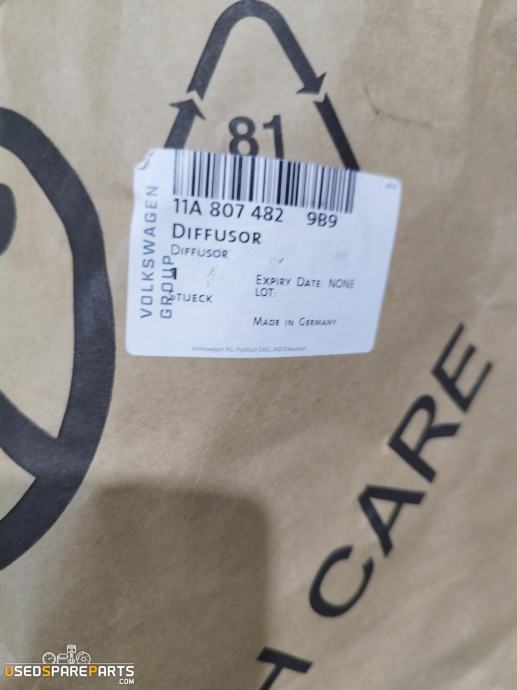 81
11A 807 482 9B9
DIFFUSOR
DIFFUSOR
1
STUECK
EXPIRY DATE: NONE
LOT:
MADE IN GERMANY
VOLKSWAGEN
GROUP
CARE
USEDSPAREPARTS
.COM